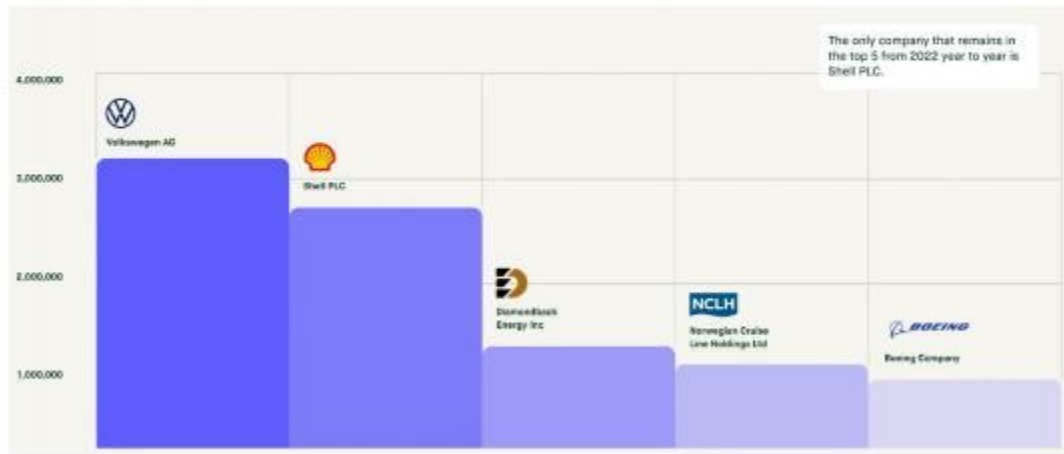 The only company that remains in
the top 5 from 2022 year to year is
Shell PLC.
4,000,000
Volkswagen AG
3,000,000
Shell PLC
2,000,000
Diamondback
Energy Inc
NCLH
Norwegian Cruise
Line Holdings Ltd
BOEING
Boeing Company
1,000,000